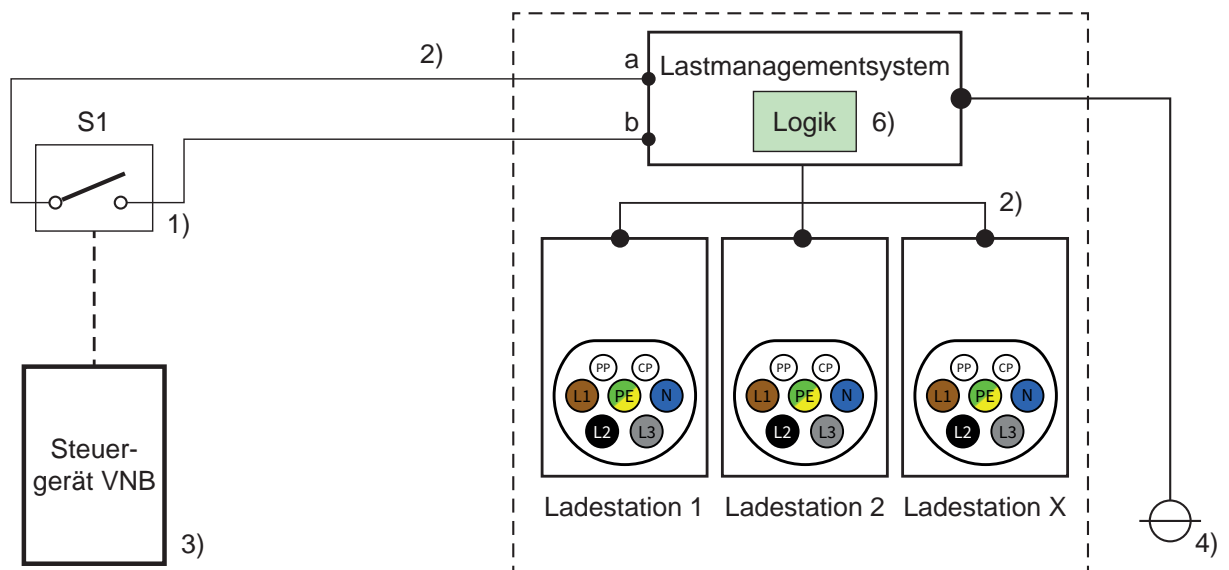 2)
a
Lastmanagementsystem
S1
b
Logik
6)
1)
2)
PP CP
L1 PE N
L2 L3
PP CP
L1 PE N
L2 L3
PP CP
L1 PE N
L2 L3
Steuer-
gerät VNB
3)
Ladestation 1
Ladestation 2
Ladestation X
4)